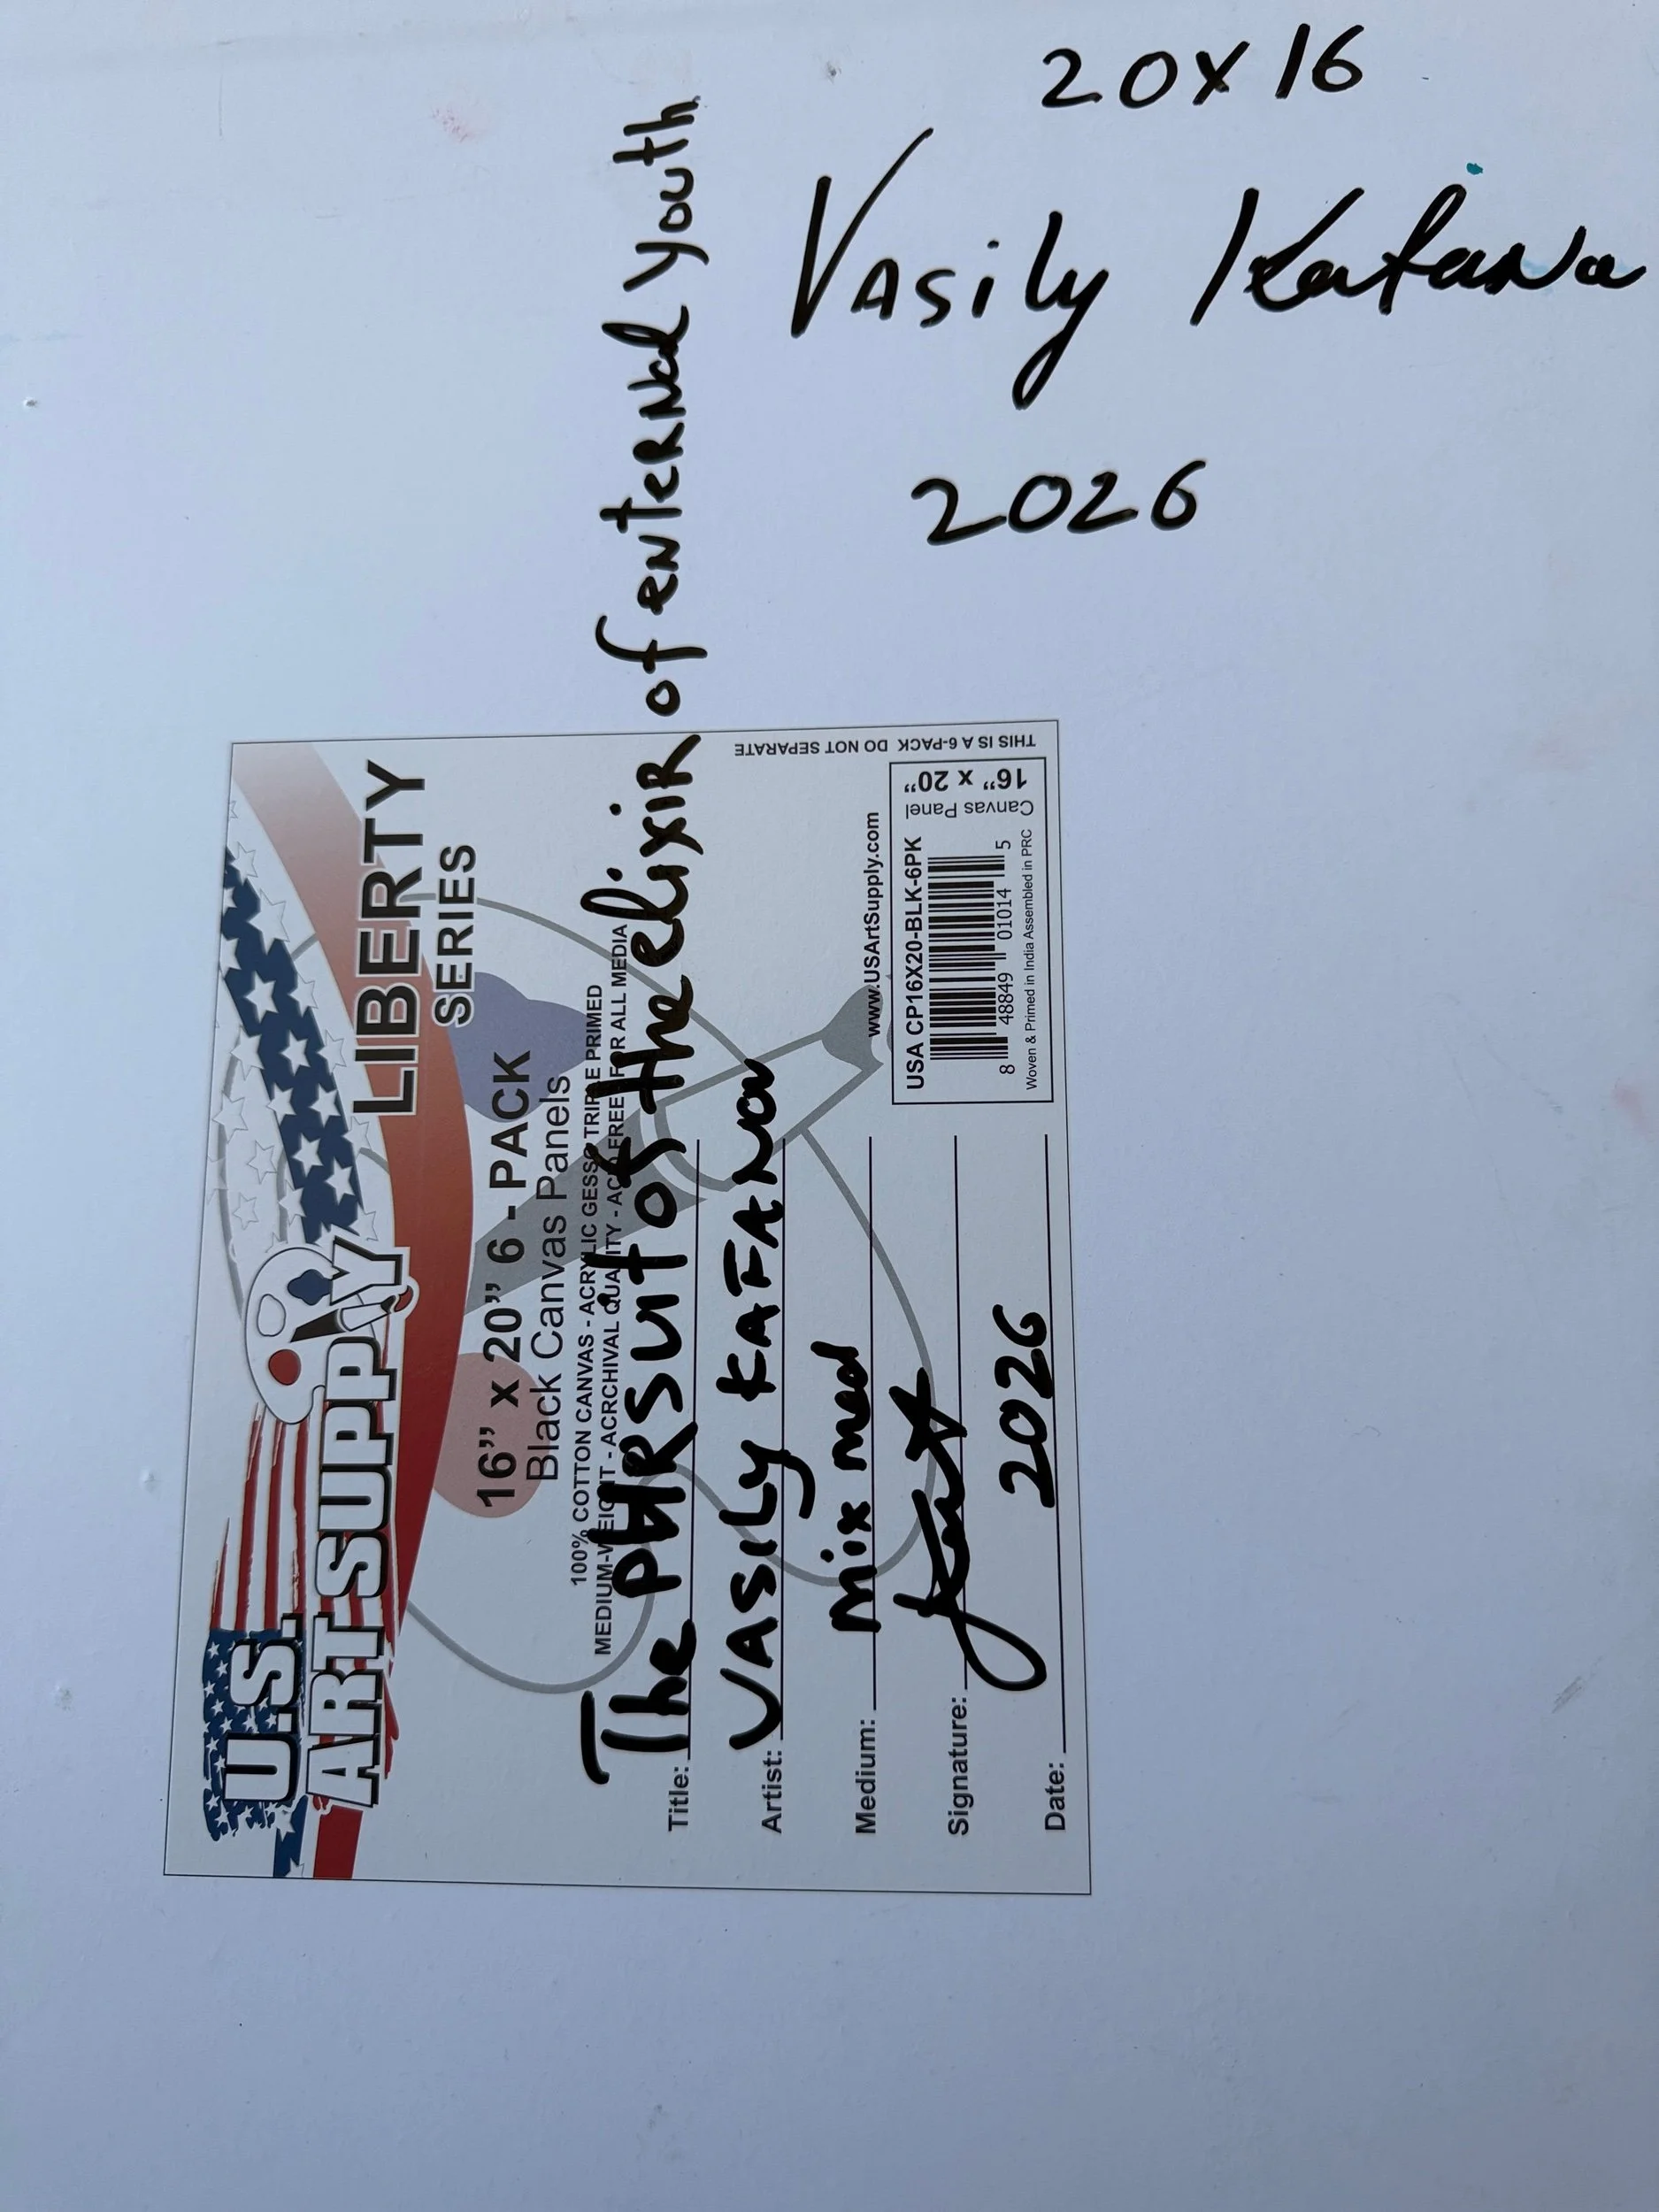 20x16
Vasily Kafano
2026
U.S.
ART SUPPLY
LIBERTY
SERIES
16” x 20” 6 - PACK
Black Canvas Panels
100% COTTON CANVAS - ACRYLIC GESSO TRIPLE PRIMED
MEDIUM-WEIGHT - ACRCHIVAL QUALITY - ACID FREE FOR ALL MEDIA
Title: The pursuit of the elixir of enternal youth
Artist: VASILY KAFANOV
Medium: mix med
Signature:
Date: 2026
www.USArtSupply.com
USA CP16X20-BLK-6PK
8 48849 01014 5
Canvas Panel
16” x 20”
Woven & Primed in India Assembled in PRC
THIS IS A 6-PACK DO NOT SEPARATE